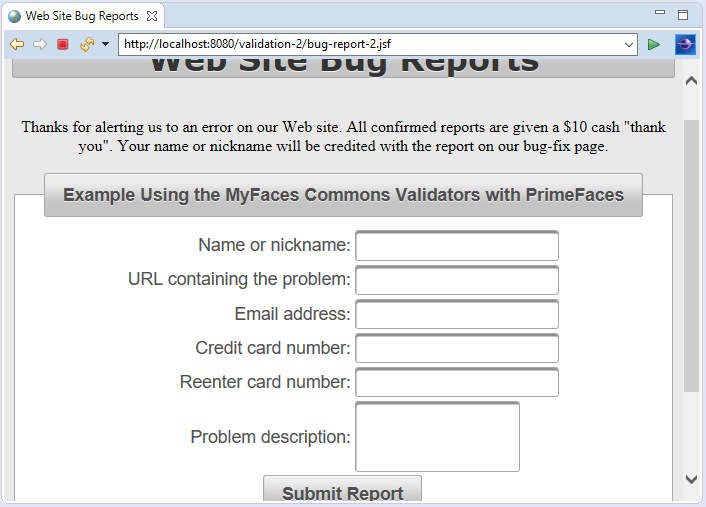 Web Site Bug Reports
http://localhost:8080/validation-2/bug-report-2.jsf
Web Site Bug Reports
Thanks for alerting us to an error on our Web site. All confirmed reports are given a $10 cash "thank
you". Your name or nickname will be credited with the report on our bug-fix page.
Example Using the MyFaces Commons Validators with PrimeFaces
Name or nickname:
URL containing the problem:
Email address:
Credit card number:
Reenter card number:
Problem description:
Submit Report